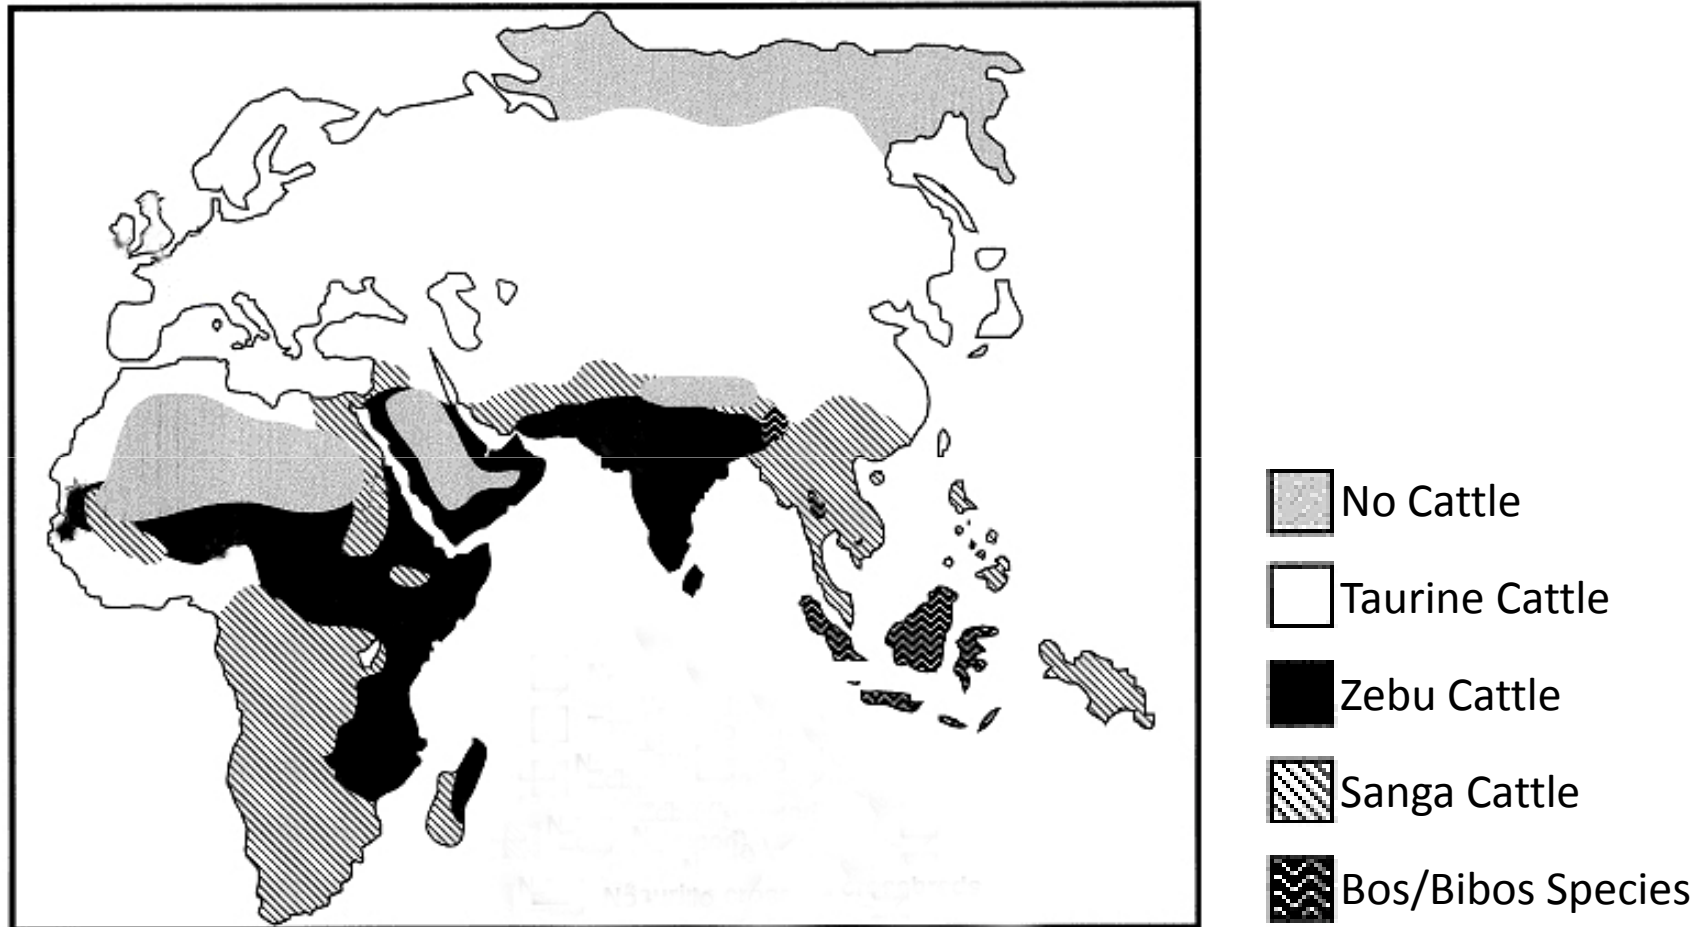 No Cattle
Taurine Cattle
Zebu Cattle
Sanga Cattle
Bos/Bibos Species